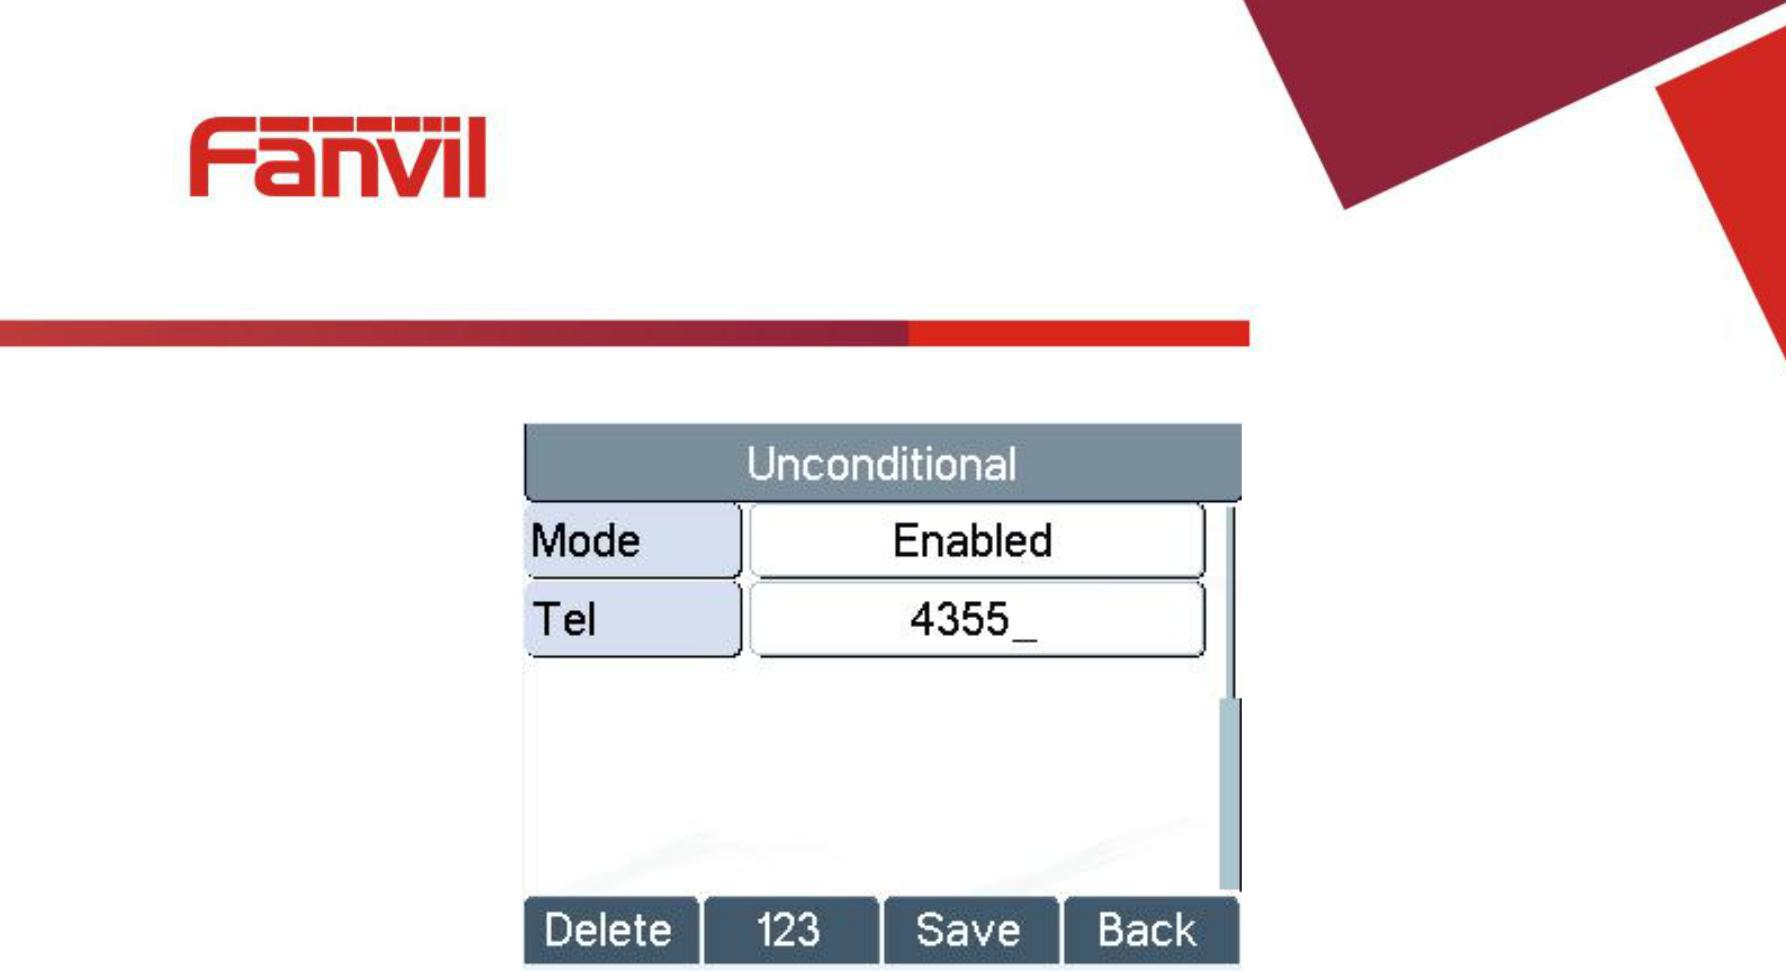 Fanvil
Unconditional
Mode Enabled
Tel 4355_
Delete 123 Save Back